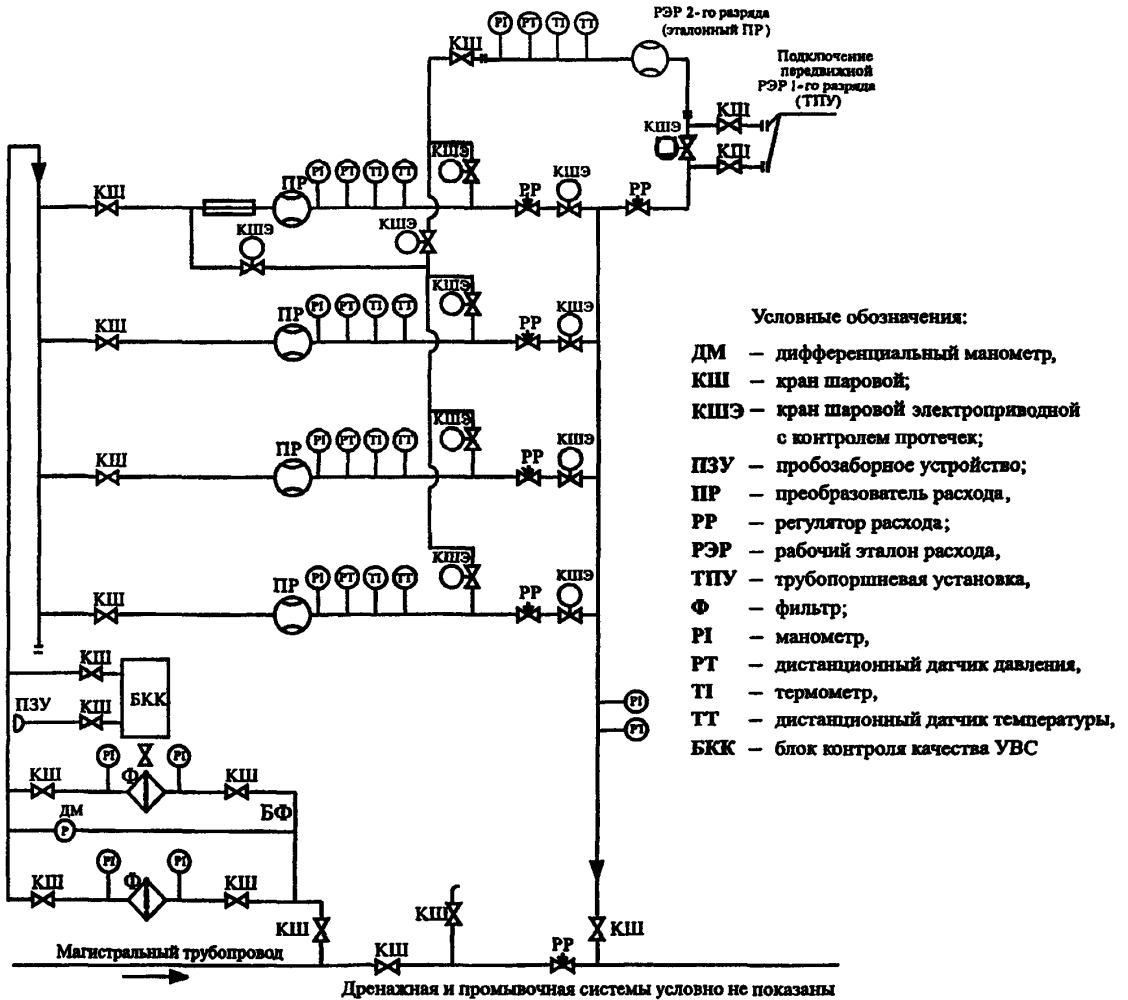 РЭР 2-го разряда
(эталонный ПР)
PI PT TI TT
КШ
Подключение
передвижной
РЭР 1-го разряда
(ТПУ)
КШ
КШЭ
КШ
КШЭ
КШ
ПР
PI PT TI TT
РР
КШЭ
РР
КШЭ
КШЭ
КШЭ
КШ
ПР
PI PT TI TT
РР
КШЭ
КШЭ
КШ
ПР
PI PT TI TT
РР
КШЭ
КШЭ
КШ
ПР
PI PT TI TT
РР
КШЭ
Условные обозначения:
ДМ – дифференциальный манометр,
КШ – кран шаровой;
КШЭ – кран шаровой электроприводной
с контролем протечек;
ПЗУ – пробозаборное устройство;
ПР – преобразователь расхода,
РР – регулятор расхода;
РЭР – рабочий эталон расхода,
ТПУ – трубопоршневая установка,
Ф – фильтр;
PI – манометр,
РТ – дистанционный датчик давления,
TI – термометр,
ТТ – дистанционный датчик температуры,
БКК – блок контроля качества УВС
КШ
БКК
ПЗУ
КШ
PI
PT
PI
Ф
PI
КШ
КШ
БФ
ДМ
P
PI
Ф
PI
КШ
КШ
КШ
КШ
КШ
Магистральный трубопровод
КШ
РР
Дренажная и промывочная системы условно не показаны